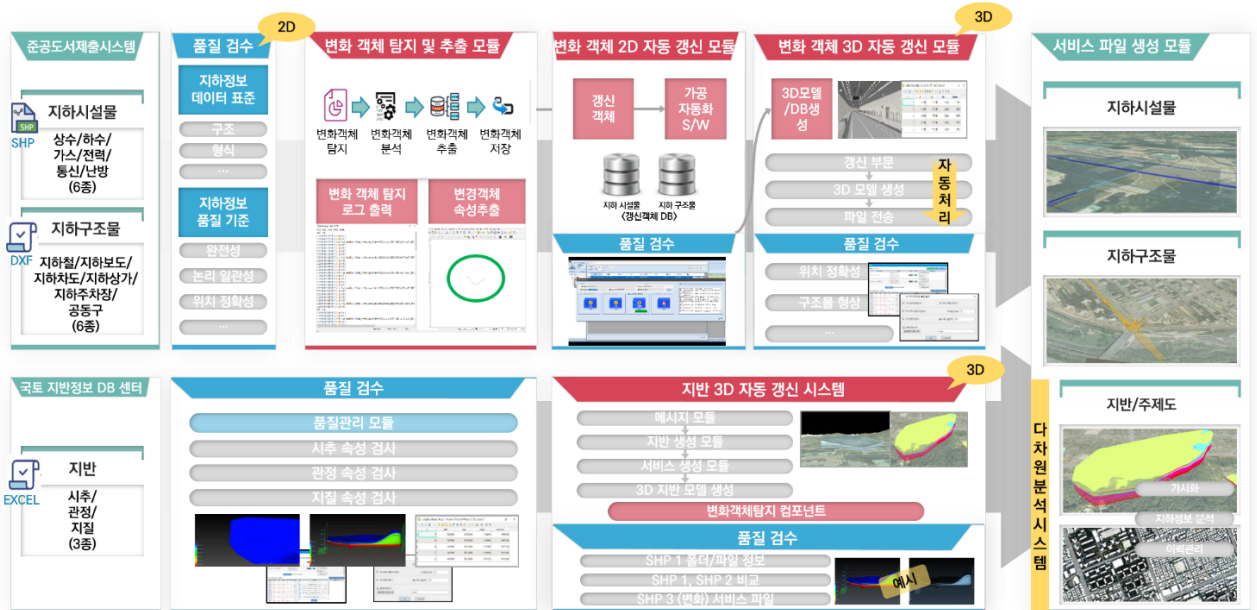 준공도서제출시스템
지하시설물
SHP
SHP
상수/하수/
가스/전력/
통신/난방
(6종)
지하구조물
DXF
지하철/지하보도/
지하차도/지하상가/
지하주차장/
공동구
(6종)
2D
품질 검수
지하정보
데이터 표준
구조
형식
...
지하정보
품질 기준
완전성
논리 일관성
위치 정확성
...
변화 객체 탐지 및 추출 모듈
변화객체
탐지
변화객체
분석
변화객체
추출
변화객체
저장
변화 객체 탐지
로그 출력
변경객체
속성추출
변화 객체 2D 자동 갱신 모듈
갱신
객체
가공
자동화
S/W
지하 시설물
지하 구조물
<갱신객체 DB>
품질 검수
3D
변화 객체 3D 자동 갱신 모듈
3D모델
/DB생
성
갱신 부문
3D 모델 생성
파일 전송
자동처리
품질 검수
위치 정확성
구조물 형상
...
서비스 파일 생성 모듈
지하시설물
지하구조물
지반/주제도
가시화
지하정보 분석
이력관리
다차원분석시스템
국토 지반정보 DB 센터
지반
EXCEL
시추/
관정/
지질
(3종)
품질 검수
품질관리 모듈
시추 속성 검사
관정 속성 검사
지질 속성 검사
3D
지반 3D 자동 갱신 시스템
메시지 모듈
지반 생성 모듈
서비스 생성 모듈
3D 지반 모델 생성
변화객체탐지 컴포넌트
품질 검수
SHP 1 폴더/파일 정보
SHP 1, SHP 2 비교
SHP 3 (변화) 서비스 파일
예시